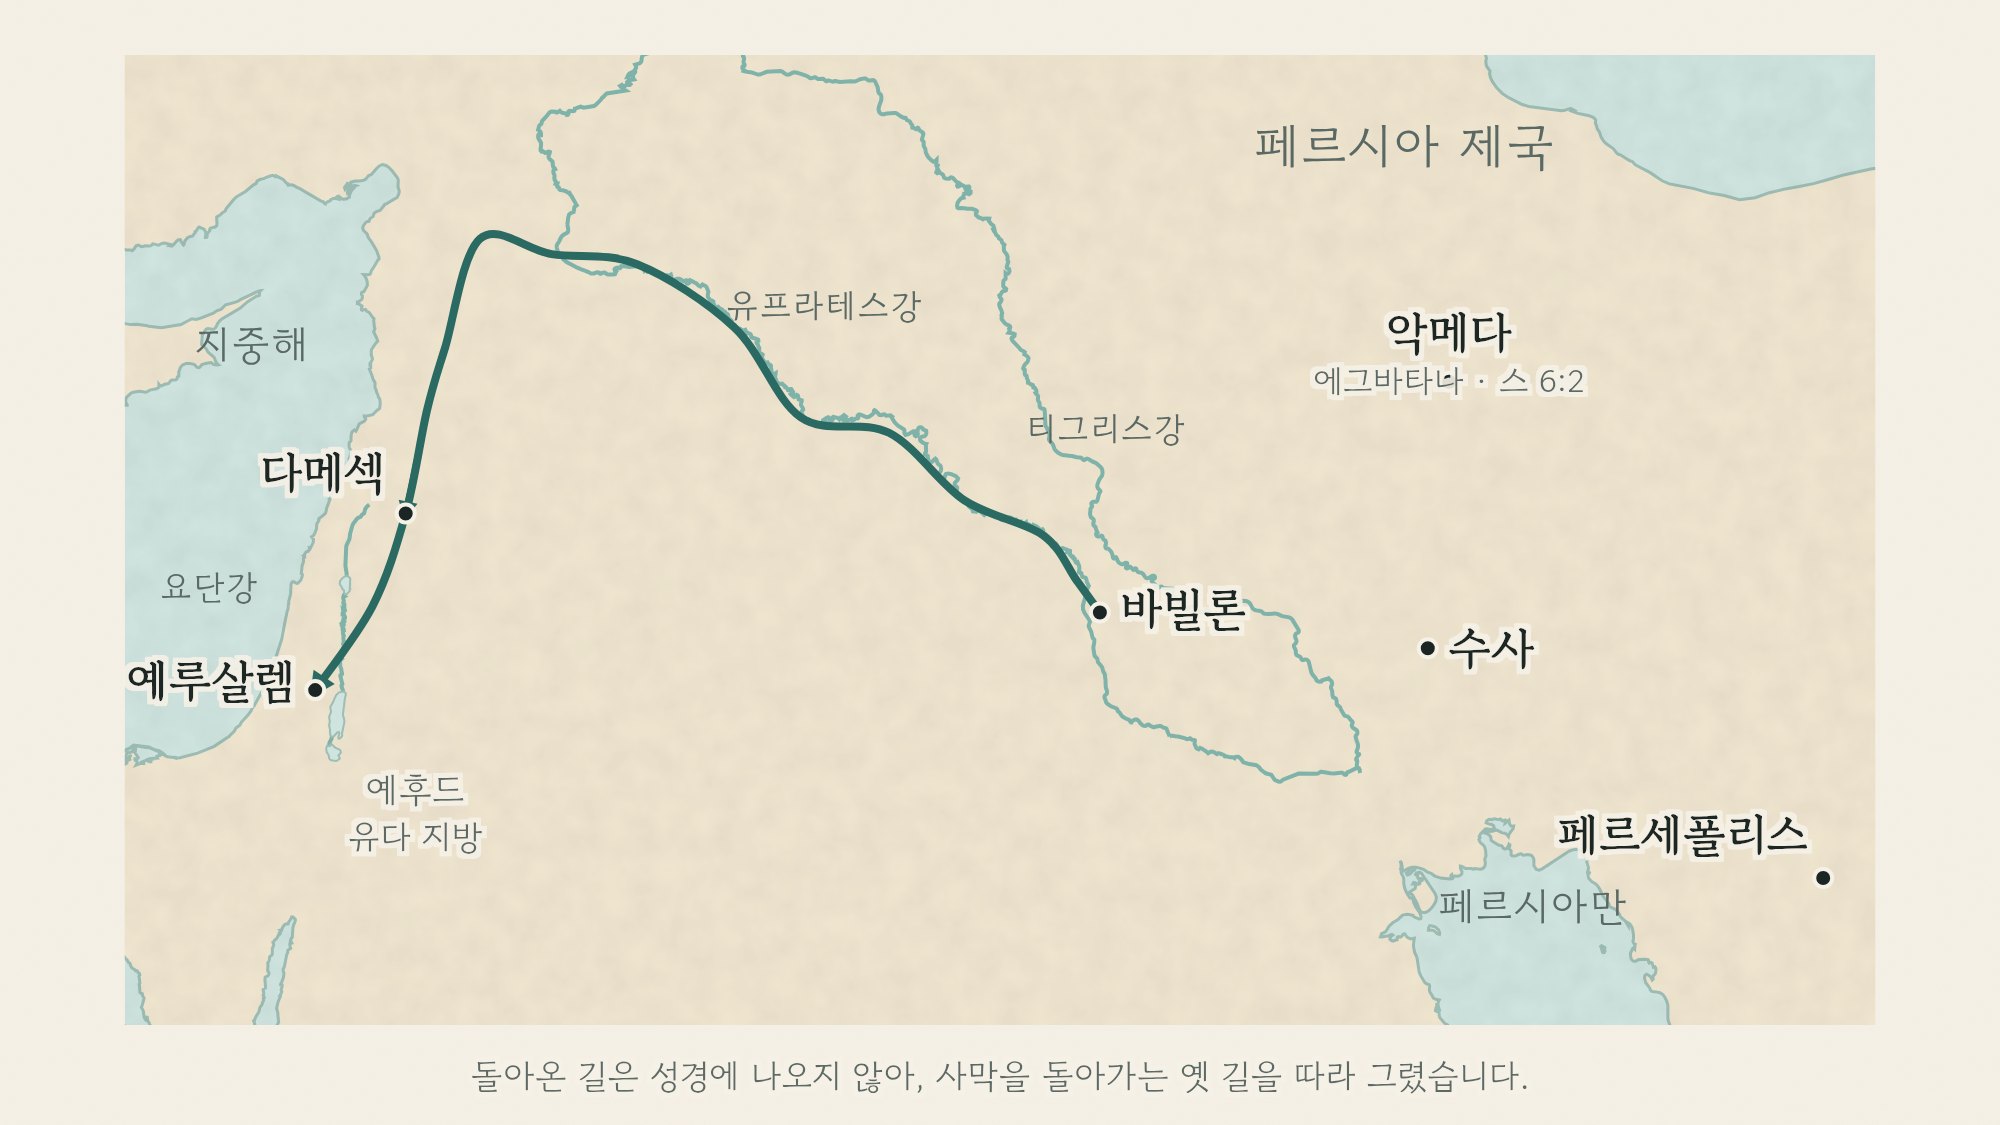 페르시아 제국
유프라테스강
악메다
에그바타나 · 스 6:2
지중해
티그리스강
다메섹
요단강
바빌론
수사
예루살렘
예후드
유다 지방
페르세폴리스
페르시아만
돌아온 길은 성경에 나오지 않아, 사막을 돌아가는 옛 길을 따라 그렸습니다.